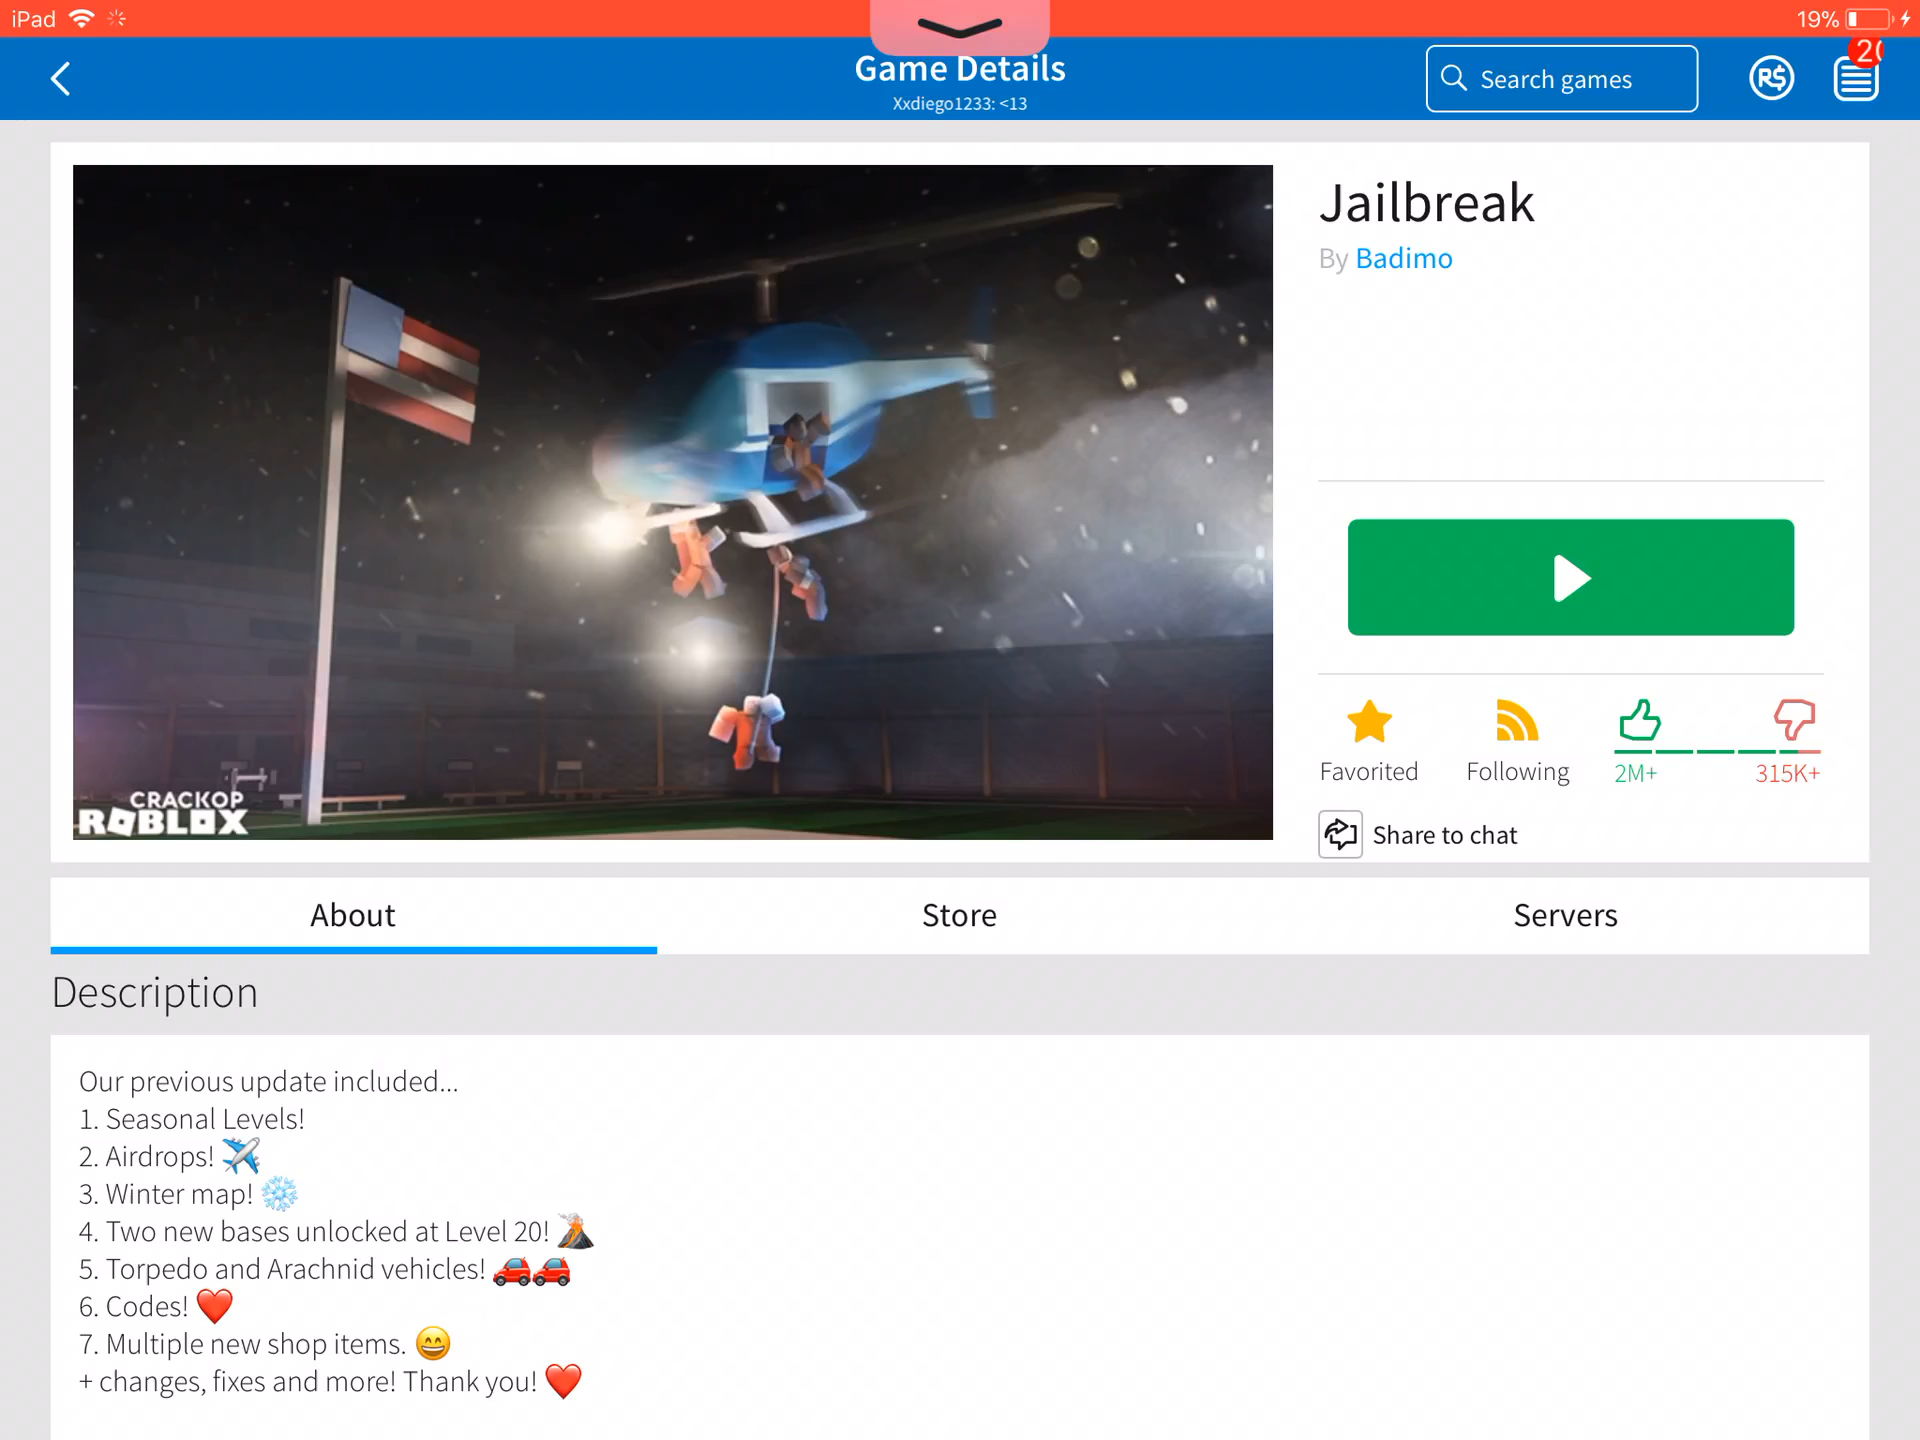 iPad
19%
Game Details
Xxdiego1233: <13
Search games
R$
Jailbreak
By Badimo
CRACKOP
ROBLOX
Favorited
Following
2M+
315K+
Share to chat
About
Store
Servers
Description
Our previous update included...
1. Seasonal Levels!
2. Airdrops! ✈️
3. Winter map! ❄️
4. Two new bases unlocked at Level 20! 🌋
5. Torpedo and Arachnid vehicles! 🚗🚗
6. Codes! ❤️
7. Multiple new shop items. 😄
+ changes, fixes and more! Thank you! ❤️